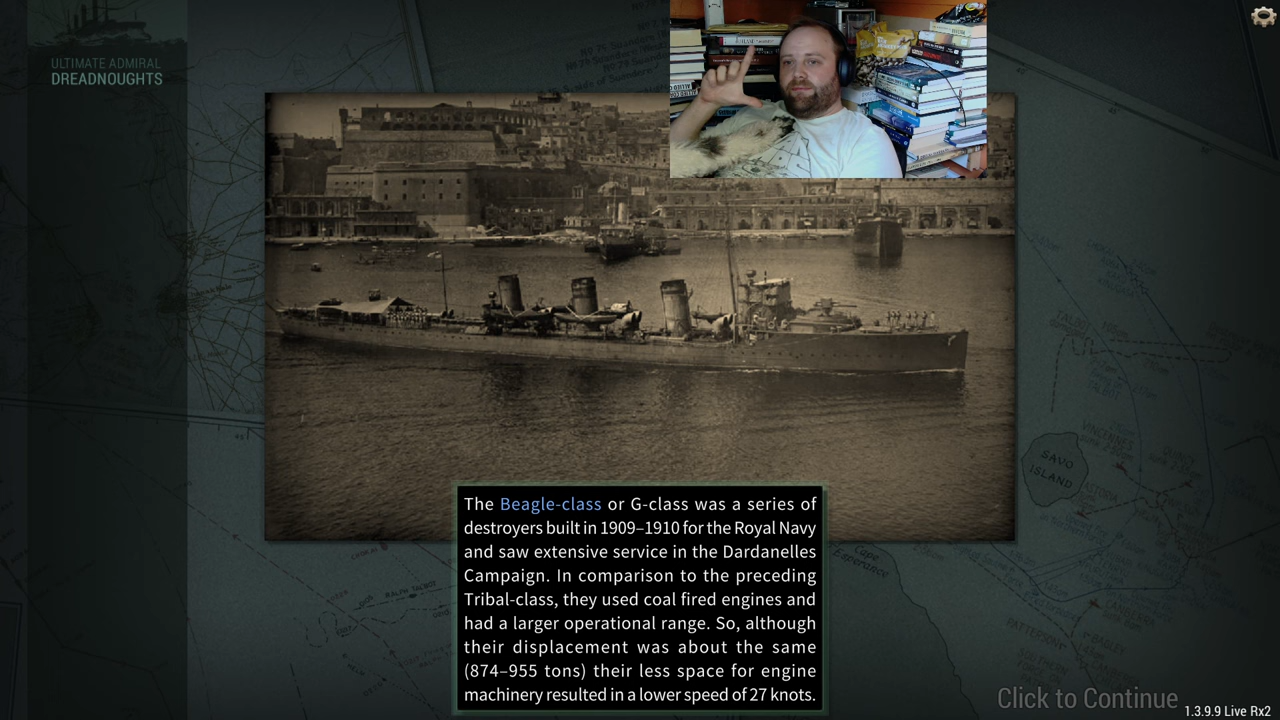 ULTIMATE ADMIRAL
DREADNOUGHTS
SAVO
ISLAND
Cape
Esperance
The Beagle-class or G-class was a series of
destroyers built in 1909–1910 for the Royal Navy
and saw extensive service in the Dardanelles
Campaign. In comparison to the preceding
Tribal-class, they used coal fired engines and
had a larger operational range. So, although
their displacement was about the same
(874–955 tons) their less space for engine
machinery resulted in a lower speed of 27 knots.
Click to Continue
1.3.9.9 Live Rx2